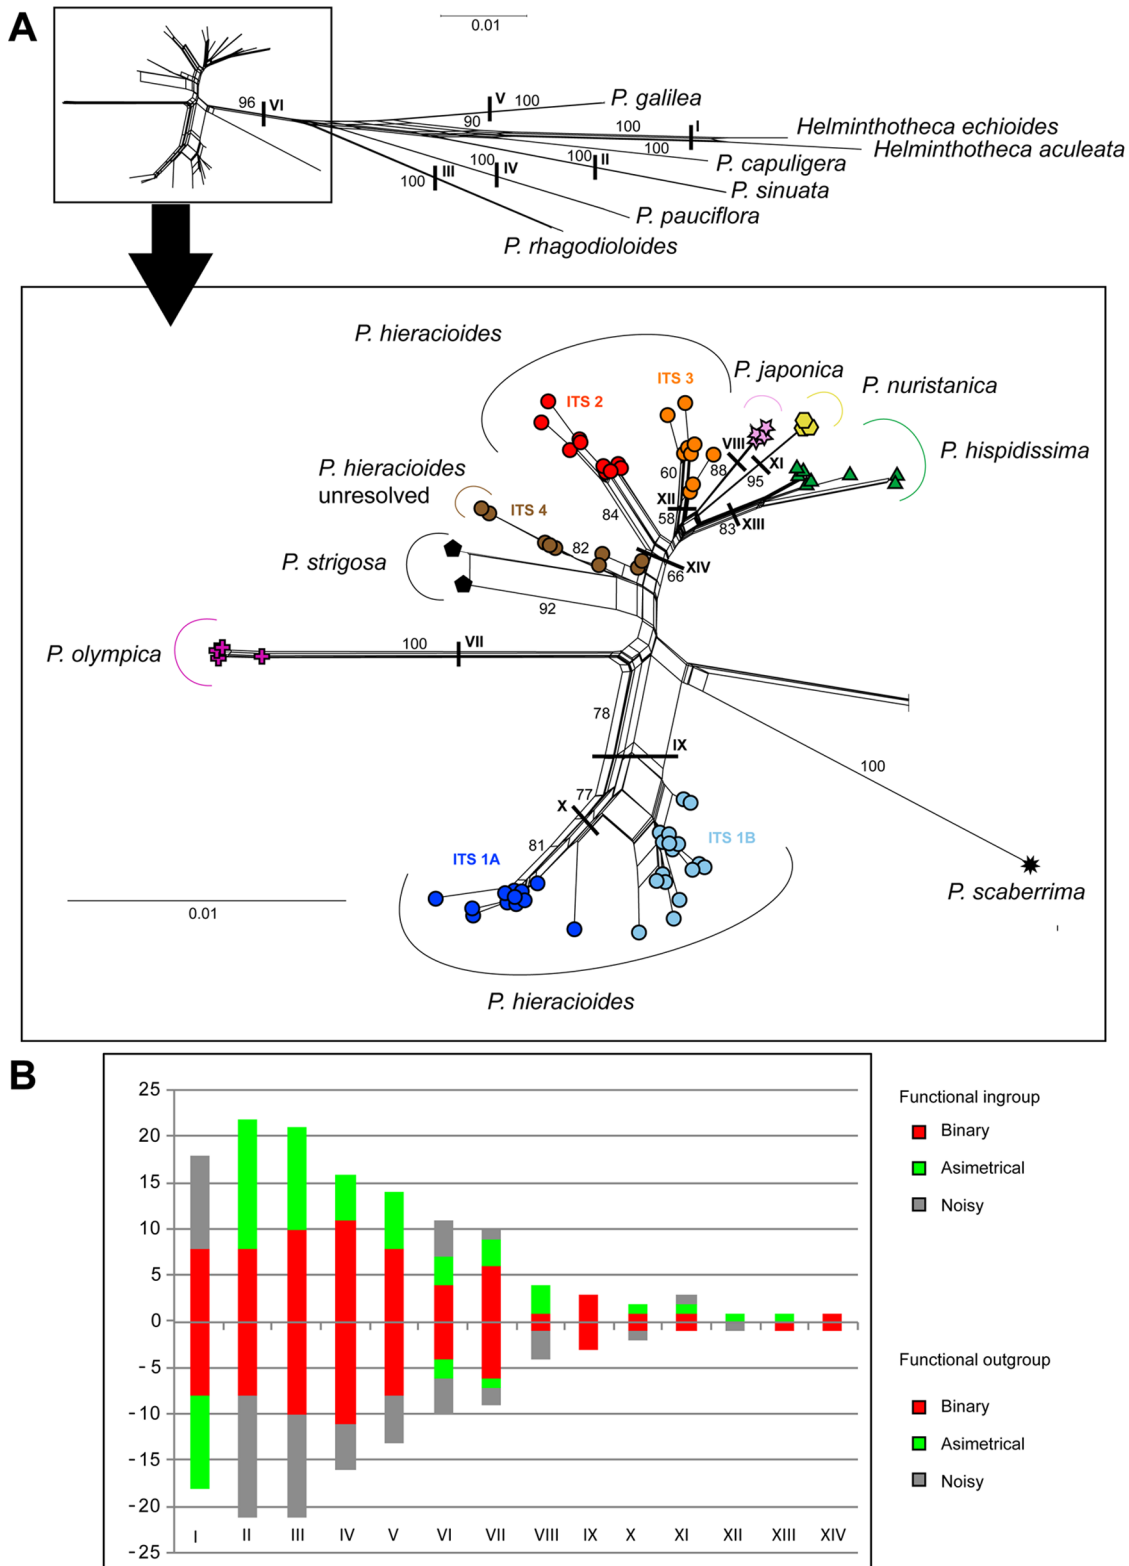 A
0.01
96 VI
V 100
P. galilea
90
100 I
Helminthotheca echioides
100
Helminthotheca aculeata
100 II
P. capuligera
100 IV
III
100
P. sinuata
P. pauciflora
P. rhagodioloides
P. hieracioides
ITS 3
P. japonica
P. nuristanica
ITS 2
VIII
P. hispidissima
P. hieracioides
unresolved
60 88 XI
95
XII
ITS 4
84 58
83 XIII
P. strigosa
82
XIV
66
92
P. olympica
100 VII
78
IX
100
77
X
81
ITS 1B
ITS 1A
P. scaberrima
0.01
P. hieracioides
B
25
20
15
10
5
0
-5
-10
-15
-20
-25
I II III IV V VI VII VIII IX X XI XII XIII XIV
Functional ingroup
Binary
Asimetrical
Noisy
Functional outgroup
Binary
Asimetrical
Noisy